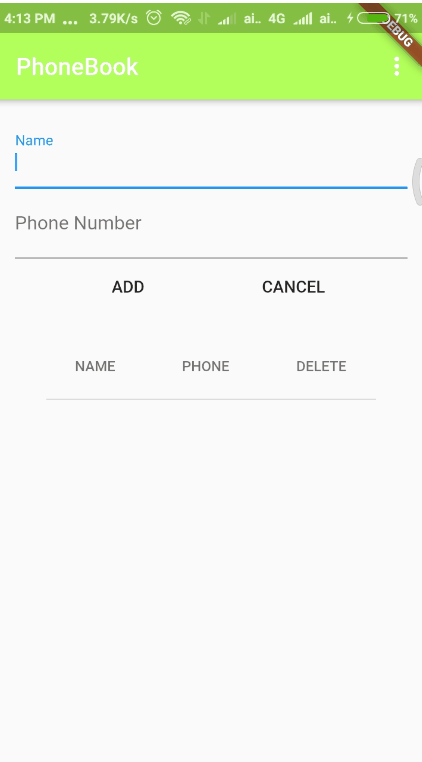 4:13 PM ... 3.79K/s ai.. 4G ai.. 71%
DEBUG
PhoneBook
Name
Phone Number
ADD CANCEL
NAME PHONE DELETE